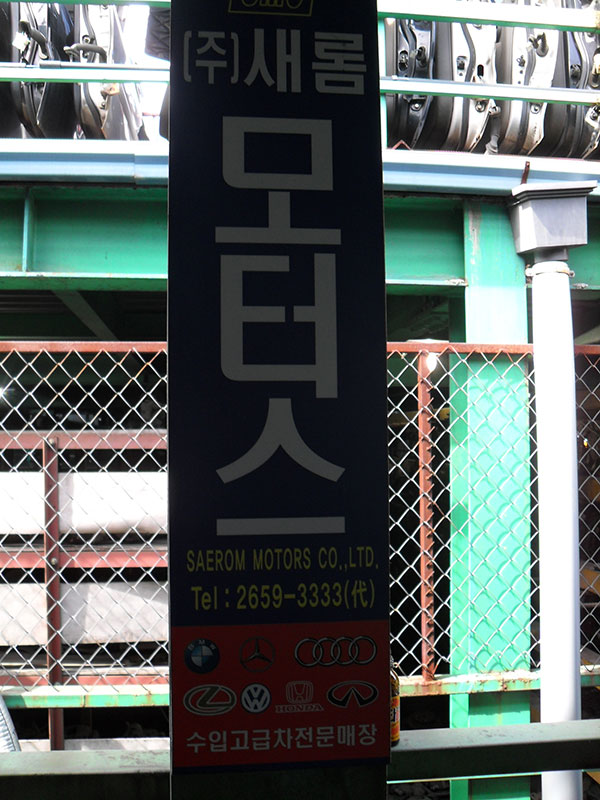 (주)새롬
모터스
SAEROM MOTORS CO.,LTD.
Tel : 2659-3333(代)
HONDA
수입고급차전문매장